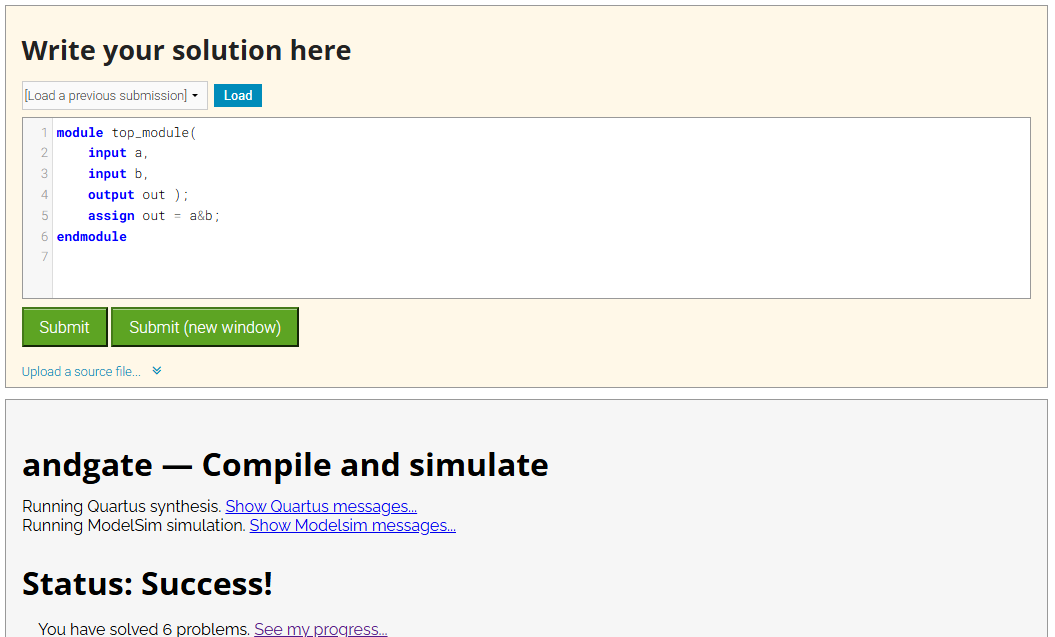 Write your solution here
[Load a previous submission] Load
1 module top_module(
2 input a,
3 input b,
4 output out );
5 assign out = a&b;
6 endmodule
7
Submit Submit (new window)
Upload a source file...
andgate — Compile and simulate
Running Quartus synthesis. Show Quartus messages...
Running ModelSim simulation. Show Modelsim messages...
Status: Success!
You have solved 6 problems. See my progress...